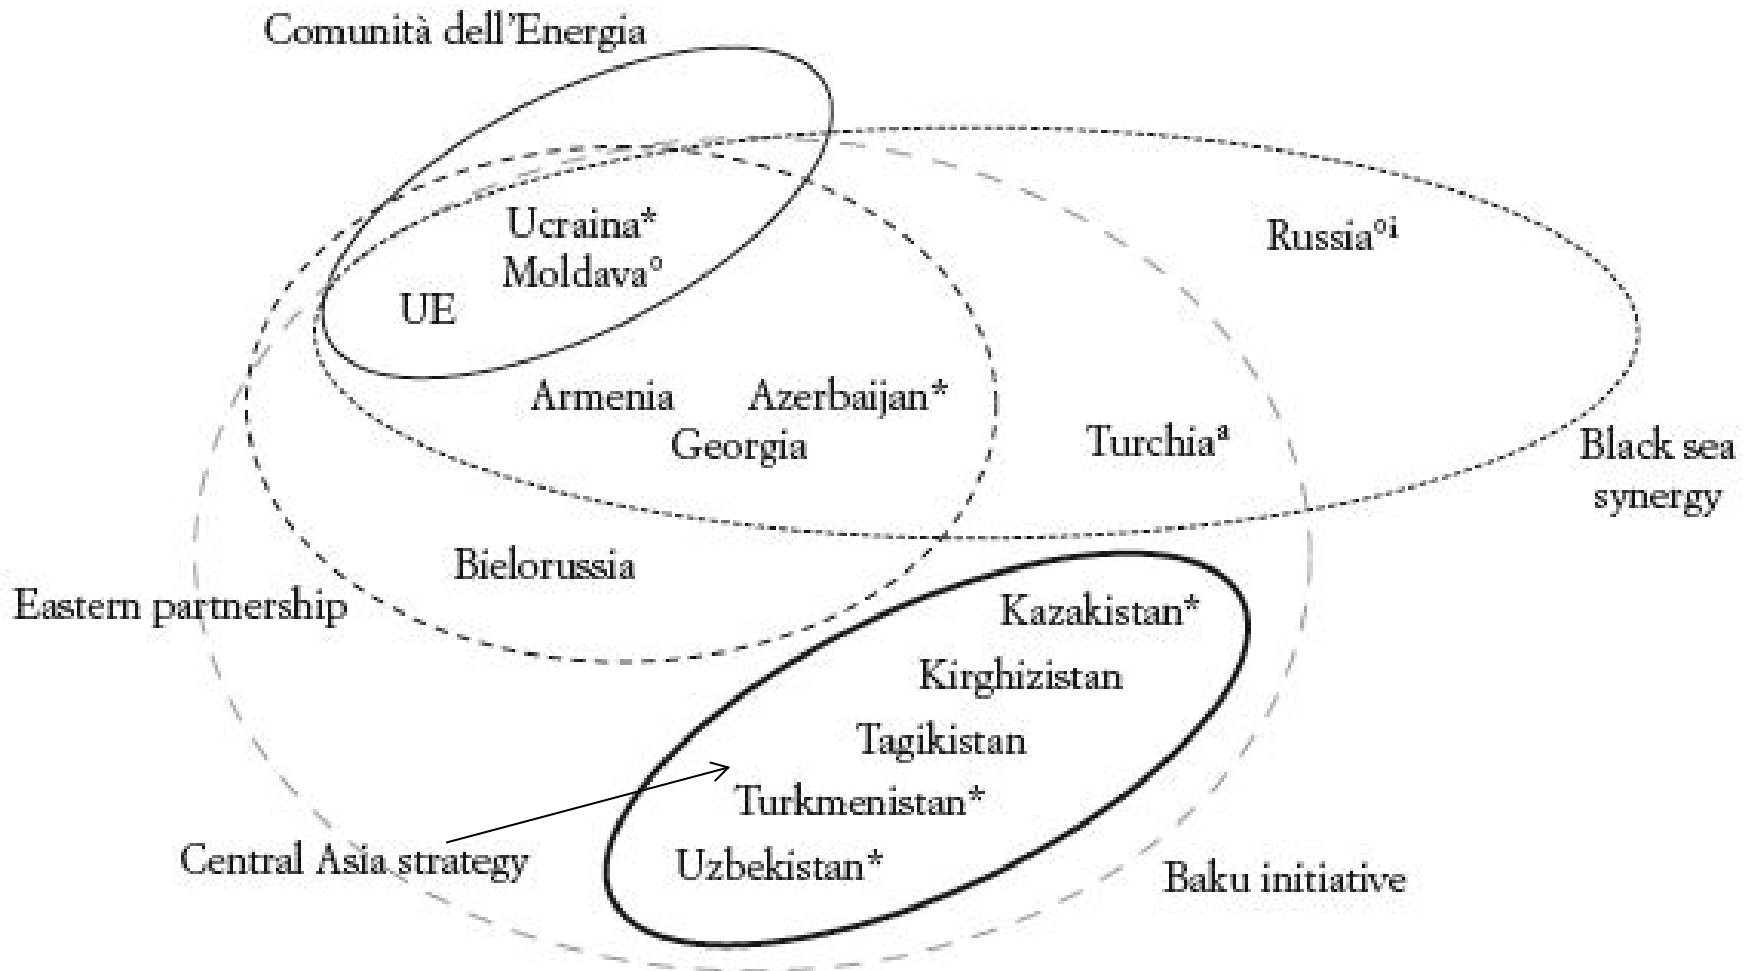 Comunità dell'Energia
Ucraina*
Moldava°
UE
Russia°ⁱ
Armenia
Azerbaijan*
Georgia
Turchiaª
Black sea
synergy
Bielorussia
Eastern partnership
Kazakistan*
Kirghizistan
Tagikistan
Turkmenistan*
Uzbekistan*
Central Asia strategy
Baku initiative